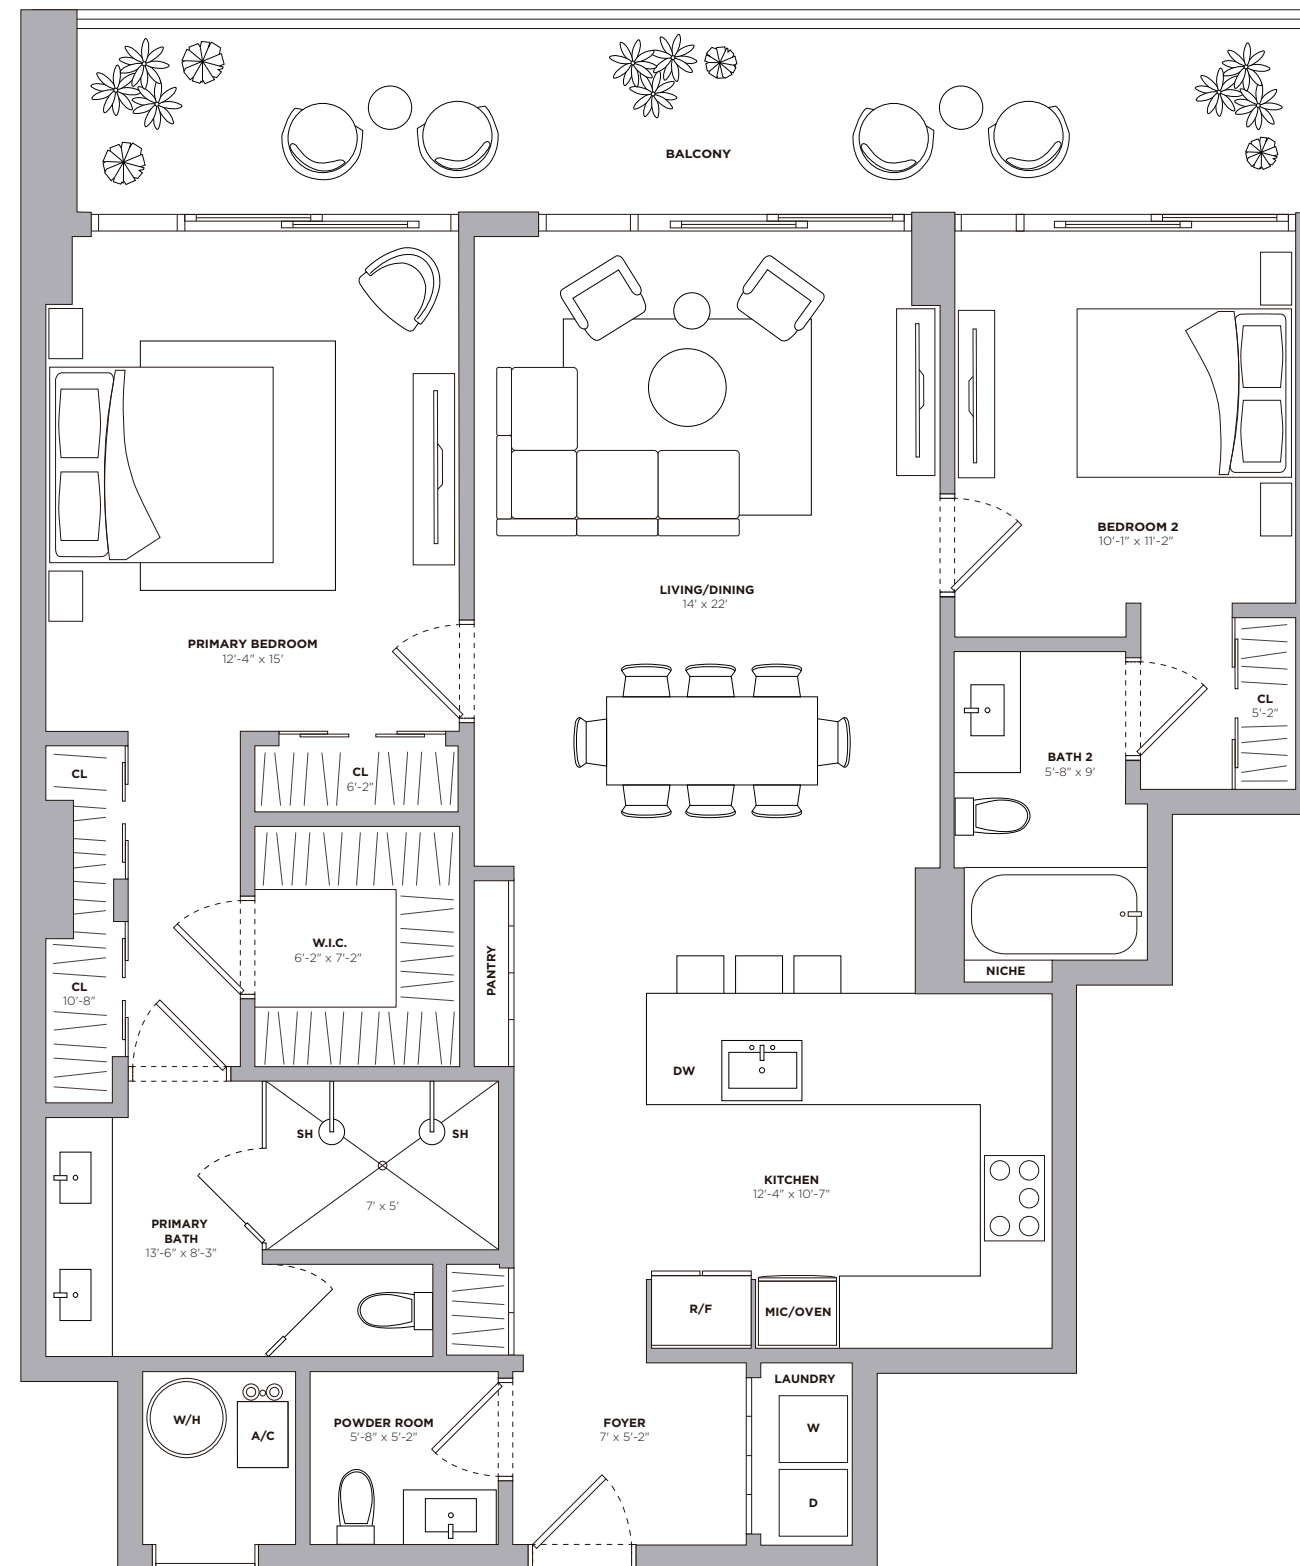 BALCONY
BEDROOM 2
10'-1" x 11'-2"
LIVING/DINING
14' x 22'
PRIMARY BEDROOM
12'-4" x 15'
CL
5'-2"
BATH 2
5'-8" x 9'
CL
CL
6'-2"
W.I.C.
6'-2" x 7'-2"
PANTRY
NICHE
CL
10'-8"
DW
SH
SH
KITCHEN
12'-4" x 10'-7"
7' x 5'
PRIMARY
BATH
13'-6" x 8'-3"
R/F
MIC/OVEN
LAUNDRY
W/H
A/C
POWDER ROOM
5'-8" x 5'-2"
FOYER
7' x 5'-2"
W
D